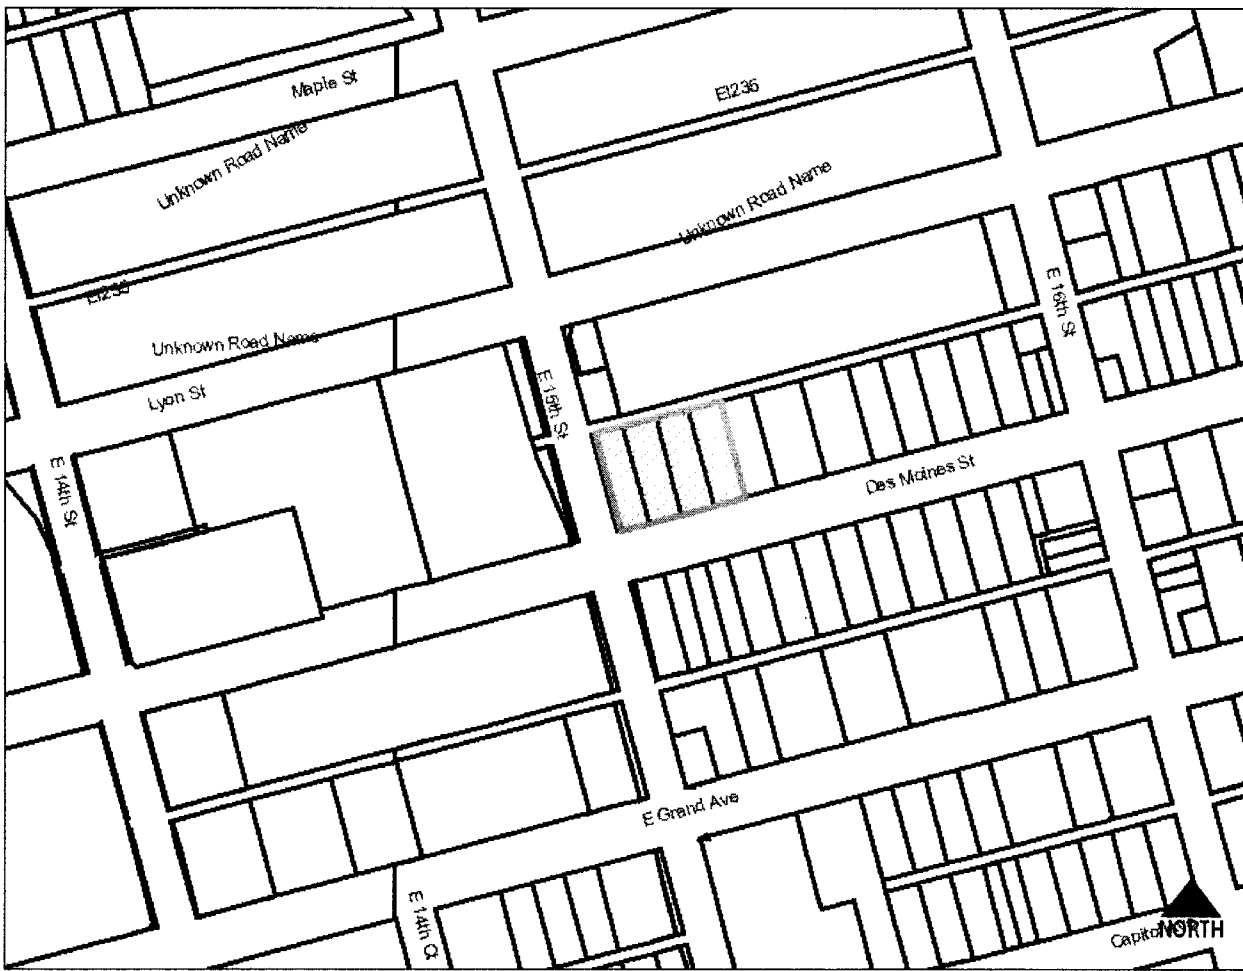 Maple St
EI236
Unknown Road Name
Unknown Road Name
E 16th St
Unknown Road Name
Lyon St
E 15th St
E 14th St
Des Moines St
E Grand Ave
E 14th Ct
NORTH